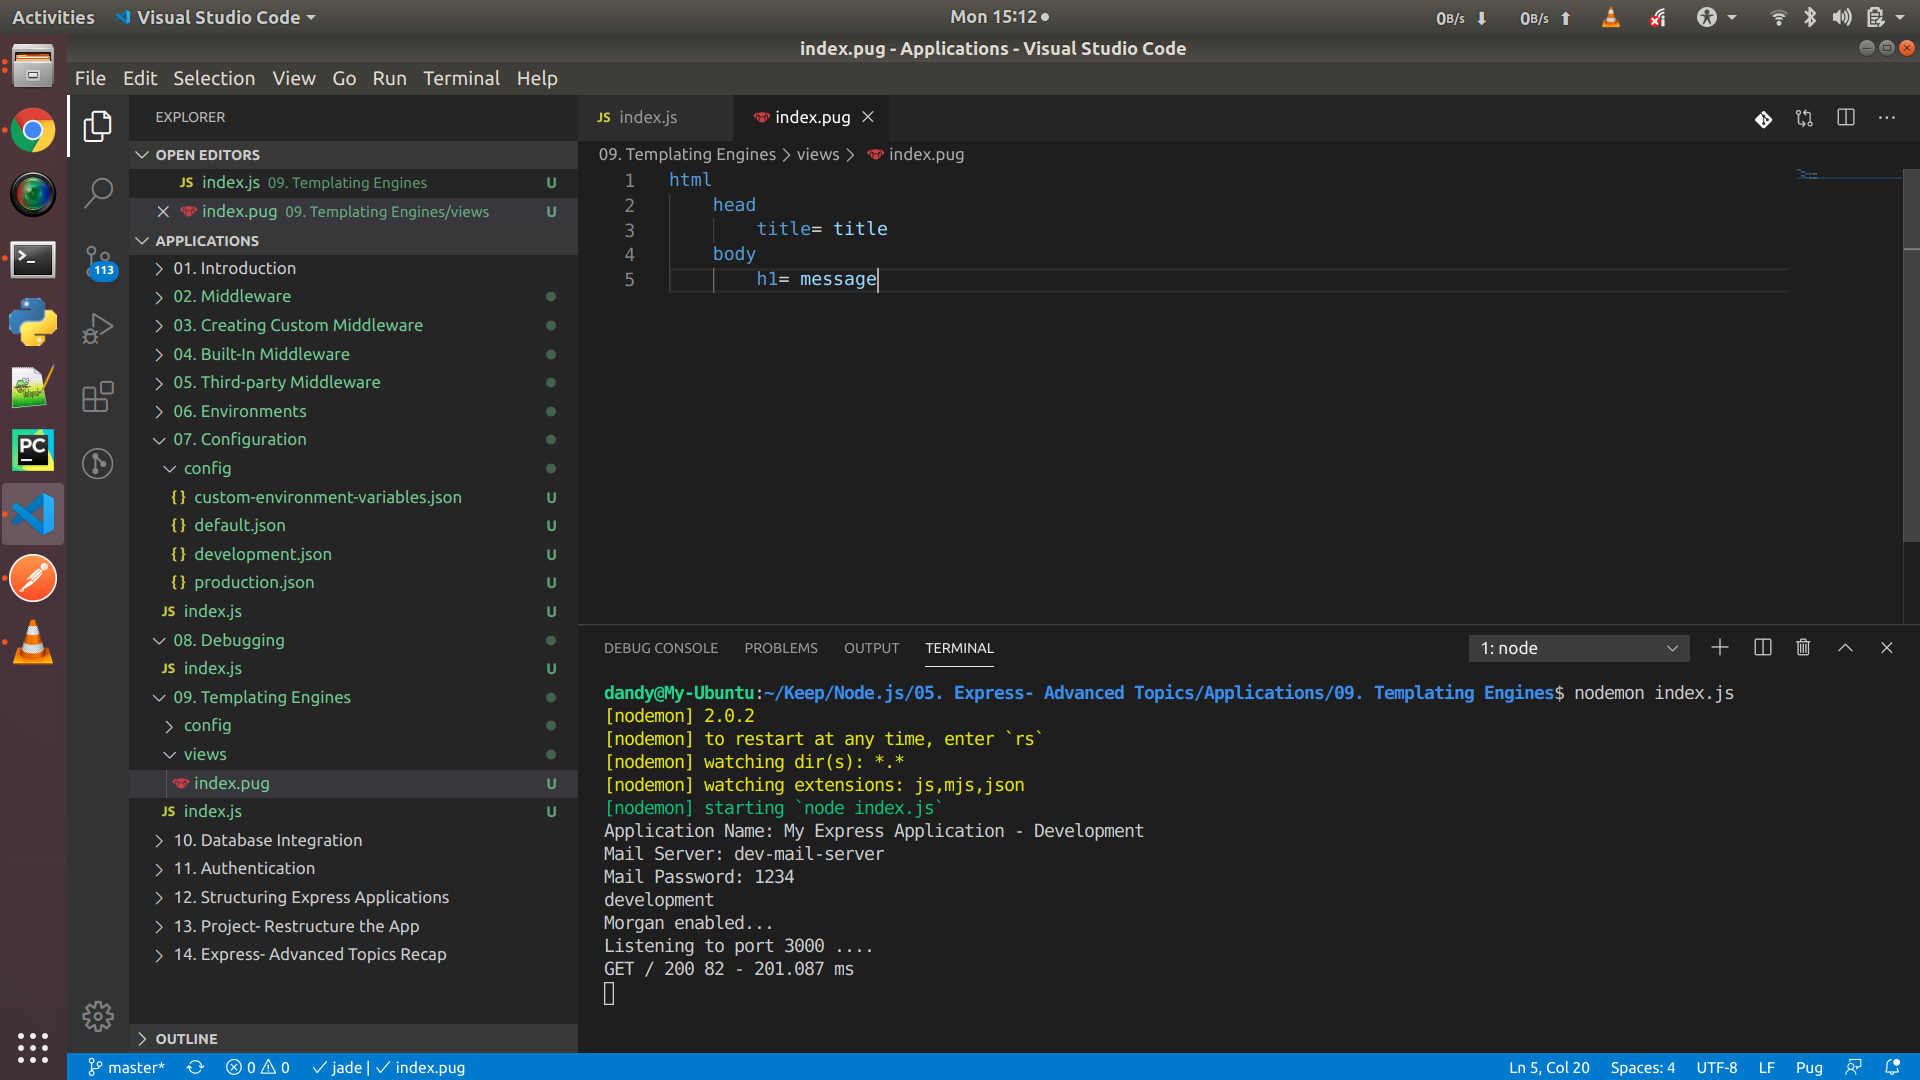 Activities Visual Studio Code Mon 15:12 0B/s 0B/s
index.pug - Applications - Visual Studio Code
File Edit Selection View Go Run Terminal Help
EXPLORER
OPEN EDITORS
JS index.js 09. Templating Engines U
index.pug 09. Templating Engines/views U
APPLICATIONS
01. Introduction
02. Middleware
03. Creating Custom Middleware
04. Built-In Middleware
05. Third-party Middleware
06. Environments
07. Configuration
config
{} custom-environment-variables.json U
{} default.json U
{} development.json U
{} production.json U
JS index.js U
08. Debugging
JS index.js U
09. Templating Engines
config
views
index.pug U
JS index.js U
10. Database Integration
11. Authentication
12. Structuring Express Applications
13. Project- Restructure the App
14. Express- Advanced Topics Recap
OUTLINE
113
PC
JS index.js index.pug
09. Templating Engines > views > index.pug
1 html
2 head
3 title= title
4 body
5 h1= message
DEBUG CONSOLE PROBLEMS OUTPUT TERMINAL 1: node
dandy@My-Ubuntu:~/Keep/Node.js/05. Express- Advanced Topics/Applications/09. Templating Engines$ nodemon index.js
[nodemon] 2.0.2
[nodemon] to restart at any time, enter `rs`
[nodemon] watching dir(s): *.*
[nodemon] watching extensions: js,mjs,json
[nodemon] starting `node index.js`
Application Name: My Express Application - Development
Mail Server: dev-mail-server
Mail Password: 1234
development
Morgan enabled...
Listening to port 3000 ....
GET / 200 82 - 201.087 ms
master* 0 0 jade | index.pug Ln 5, Col 20 Spaces: 4 UTF-8 LF Pug